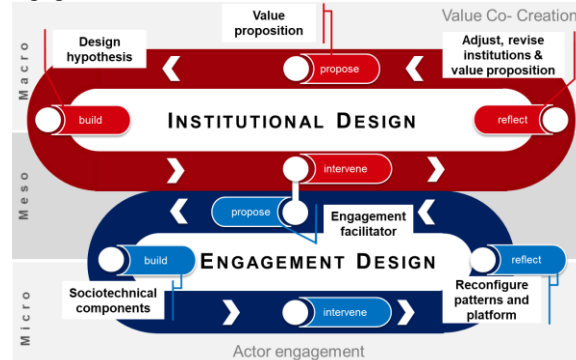 Value Co- Creation
Value
proposition
Design
hypothesis
Adjust, revise
institutions &
value proposition
Macro
propose
build
INSTITUTIONAL DESIGN
reflect
intervene
Meso
propose
Engagement
facilitator
build
ENGAGEMENT DESIGN
reflect
Sociotechnical
components
Reconfigure
patterns and
platform
Micro
intervene
Actor engagement